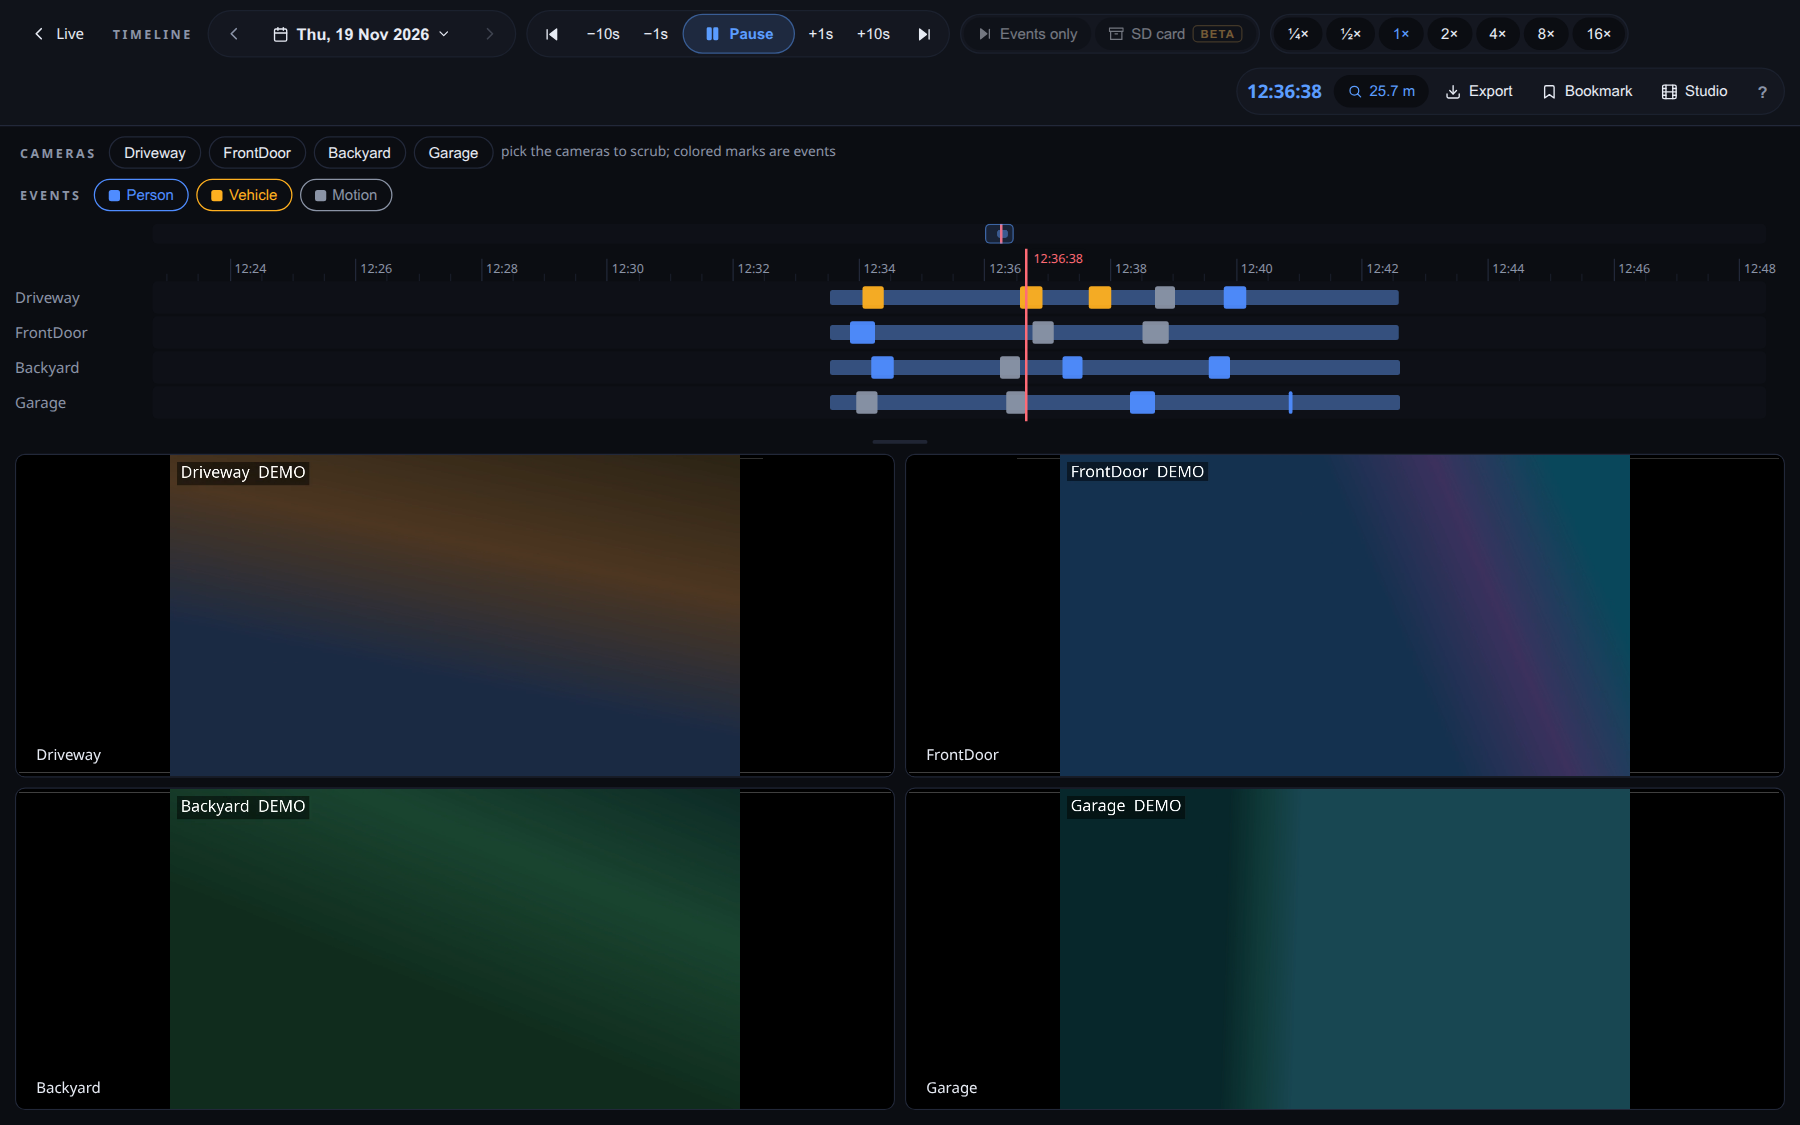 Live TIMELINE Thu, 19 Nov 2026 −10s −1s Pause +1s +10s Events only SD card BETA ¼× ½× 1× 2× 4× 8× 16×
12:36:38 25.7 m Export Bookmark Studio ?
CAMERAS Driveway FrontDoor Backyard Garage pick the cameras to scrub; colored marks are events
EVENTS Person Vehicle Motion
12:36:38
12:24 12:26 12:28 12:30 12:32 12:34 12:36 12:38 12:40 12:42 12:44 12:46 12:48
Driveway
FrontDoor
Backyard
Garage
Driveway DEMO
Driveway
FrontDoor DEMO
FrontDoor
Backyard DEMO
Backyard
Garage DEMO
Garage